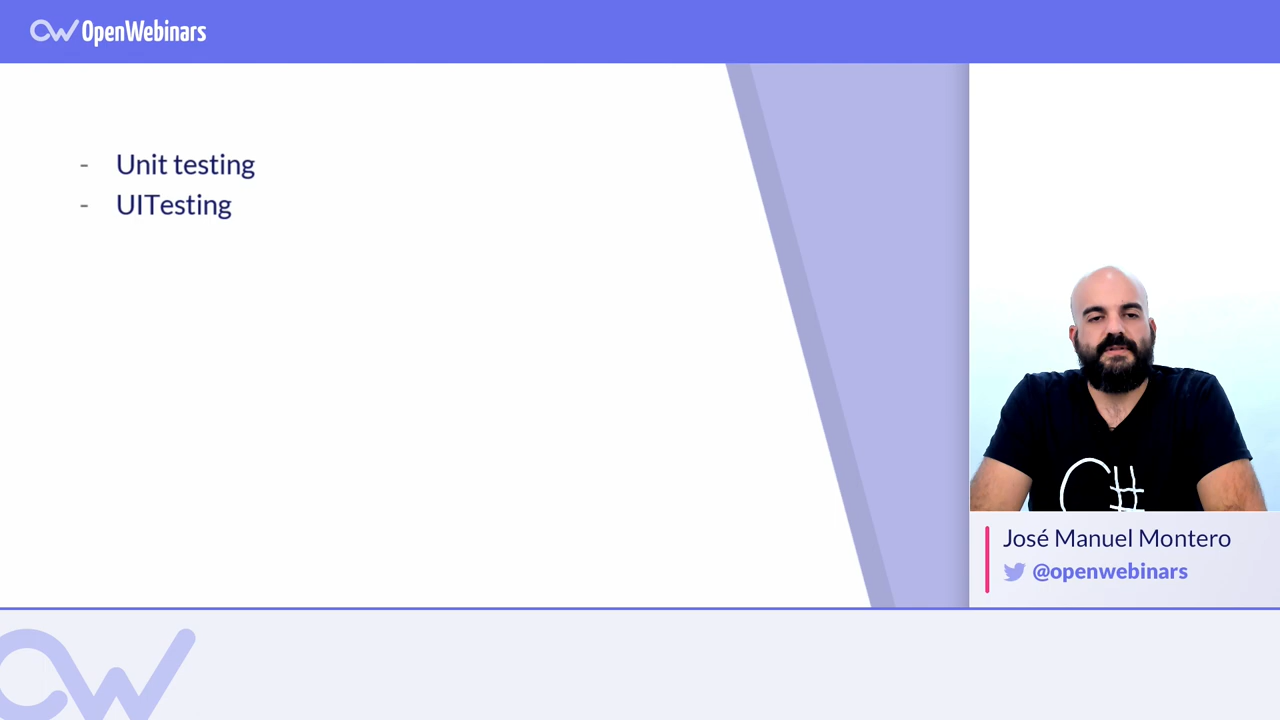 OpenWebinars
- Unit testing
- UITesting
C#
José Manuel Montero
@openwebinars